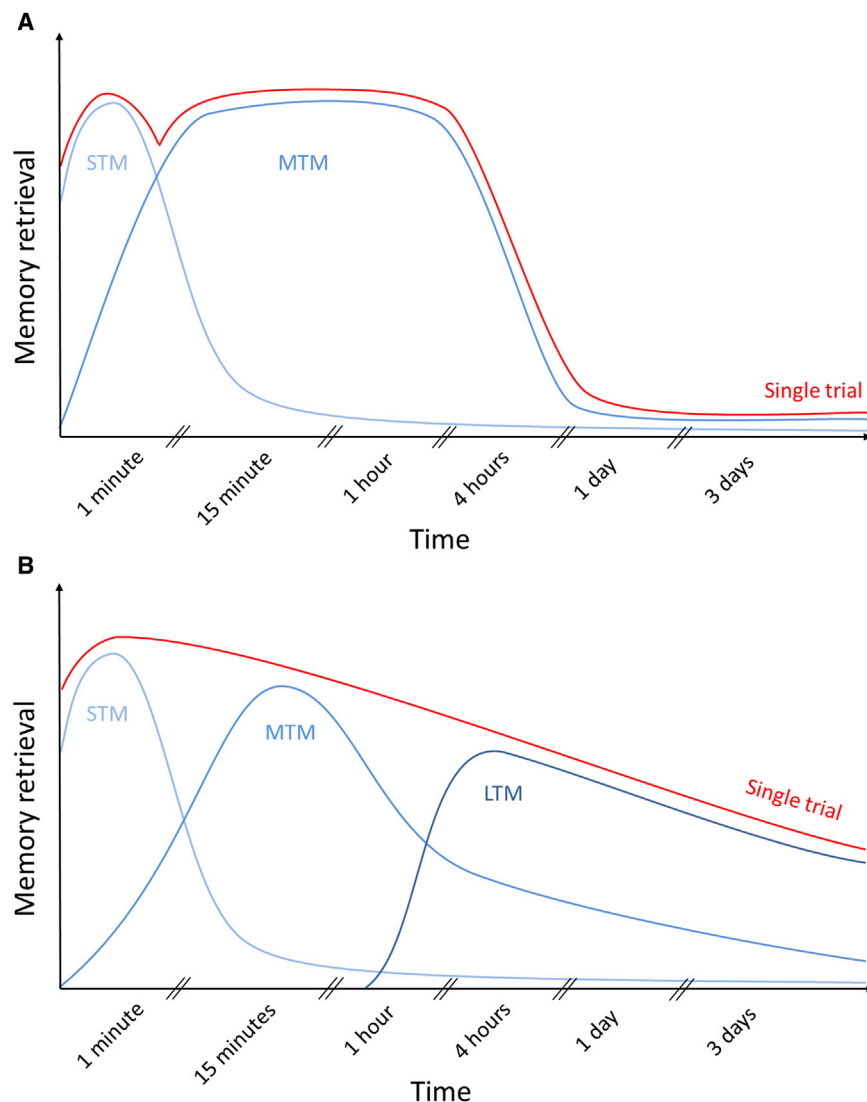 A
Memory retrieval
STM
MTM
Single trial
1 minute
15 minute
1 hour
4 hours
1 day
3 days
Time
B
Memory retrieval
STM
MTM
LTM
Single trial
1 minute
15 minutes
1 hour
4 hours
1 day
3 days
Time